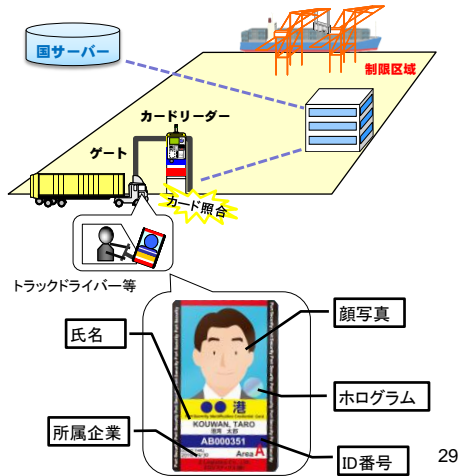 国サーバー
制限区域
カードリーダー
ゲート
カード照合
トラックドライバー等
顔写真
氏名
ホログラム
●● 港
KOUWAN, TARO
所属企業
AB000351
Area A
ID番号
29